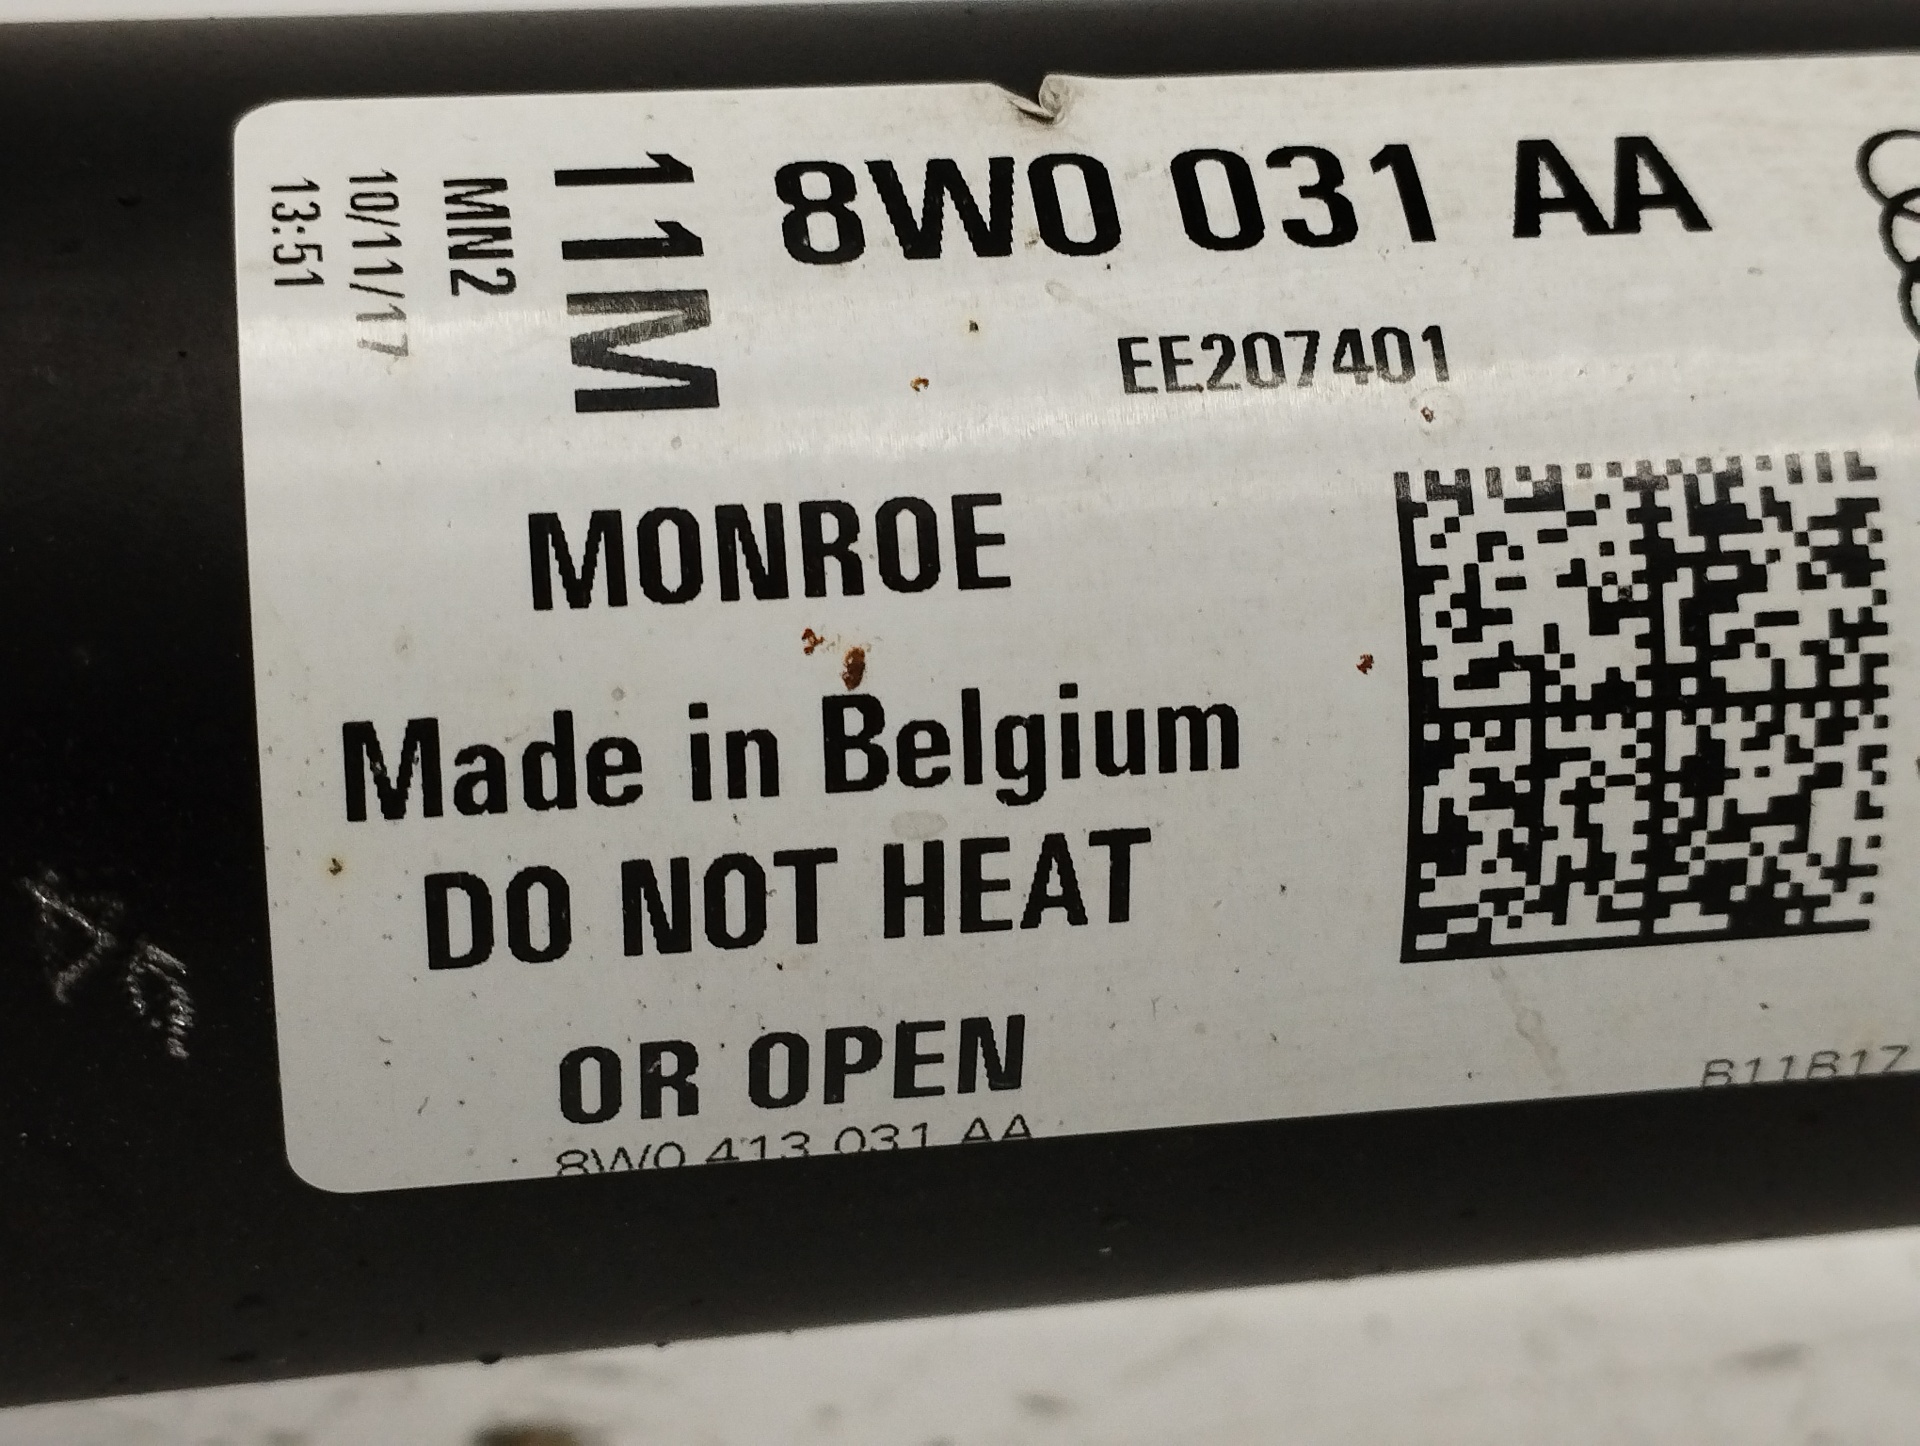 8W0 031 AA
11M
MN2
10/11/17
13:51
EE207401
MONROE
Made in Belgium
DO NOT HEAT
OR OPEN
8W0 413 031 AA